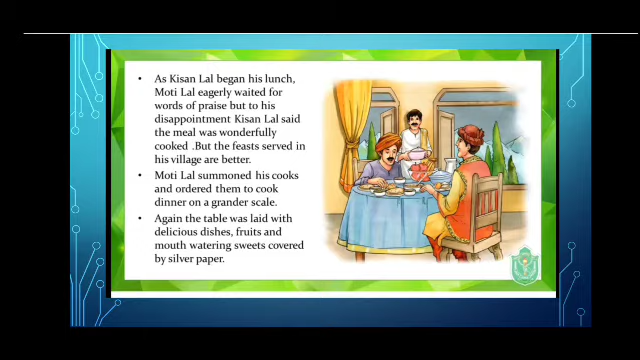 • As Kisan Lal began his lunch,
Moti Lal eagerly waited for
words of praise but to his
disappointment Kisan Lal said
the meal was wonderfully
cooked .But the feasts served in
his village are better.
• Moti Lal summoned his cooks
and ordered them to cook
dinner on a grander scale.
• Again the table was laid with
delicious dishes, fruits and
mouth watering sweets covered
by silver paper.